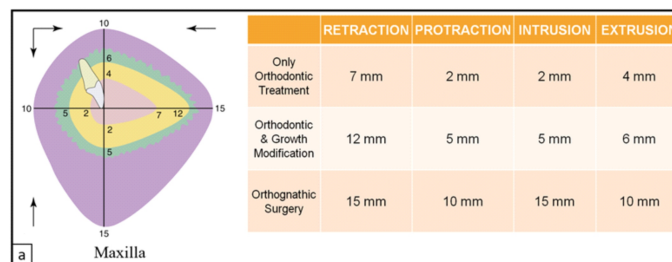 10
6
4
10
5
2
7
12
15
2
5
15
a
Maxilla
RETRACTION PROTRACTION INTRUSION EXTRUSION
Only
Orthodontic
Treatment
7 mm 2 mm 2 mm 4 mm
Orthodontic
& Growth
Modification
12 mm 5 mm 5 mm 6 mm
Orthognathic
Surgery
15 mm 10 mm 15 mm 10 mm